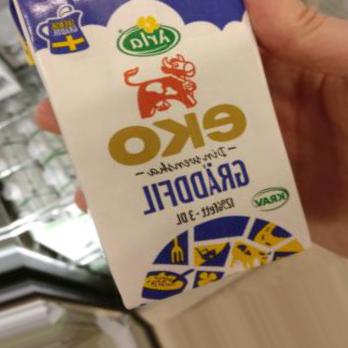 Arla
eko
- Din svenska -
GRÄDDFIL
12% fett - 3 DL
KRAV